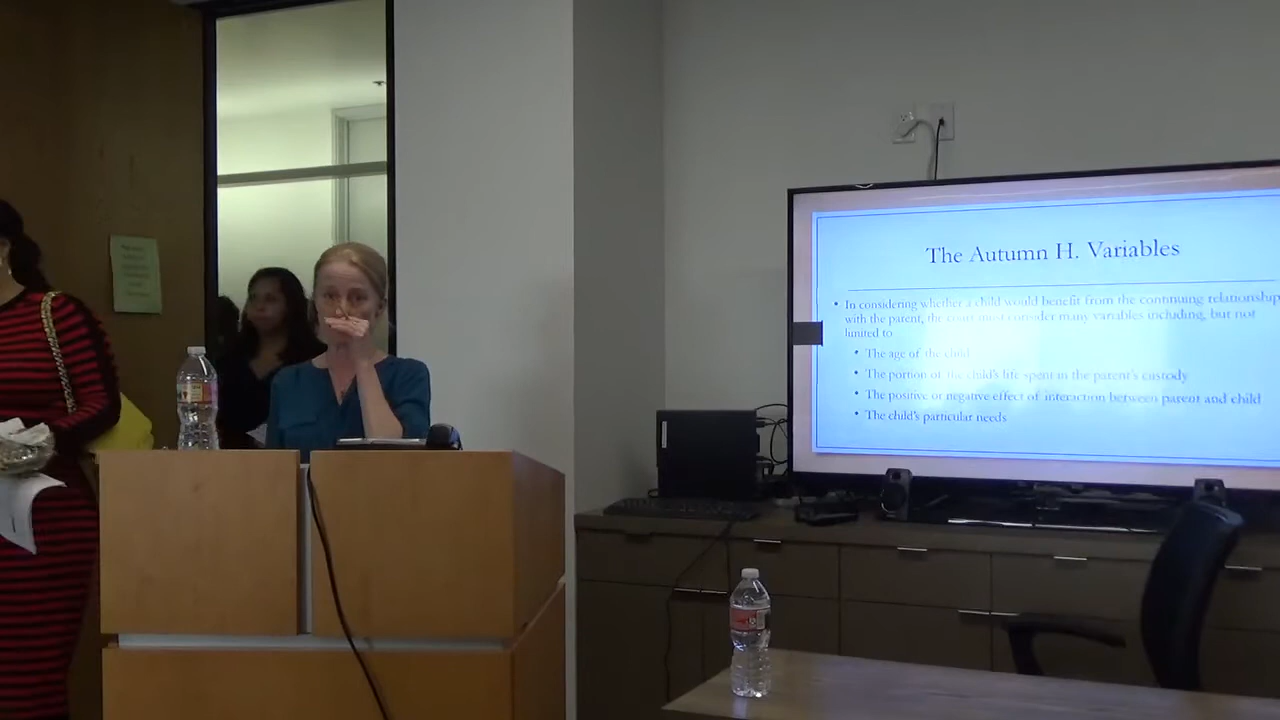 The Autumn H. Variables
• In considering whether a child would benefit from the continuing relationship
with the parent, the court must consider many variables including, but not
limited to
• The age of the child
• The portion of the child's life spent in the parent's custody
• The positive or negative effect of interaction between parent and child
• The child's particular needs